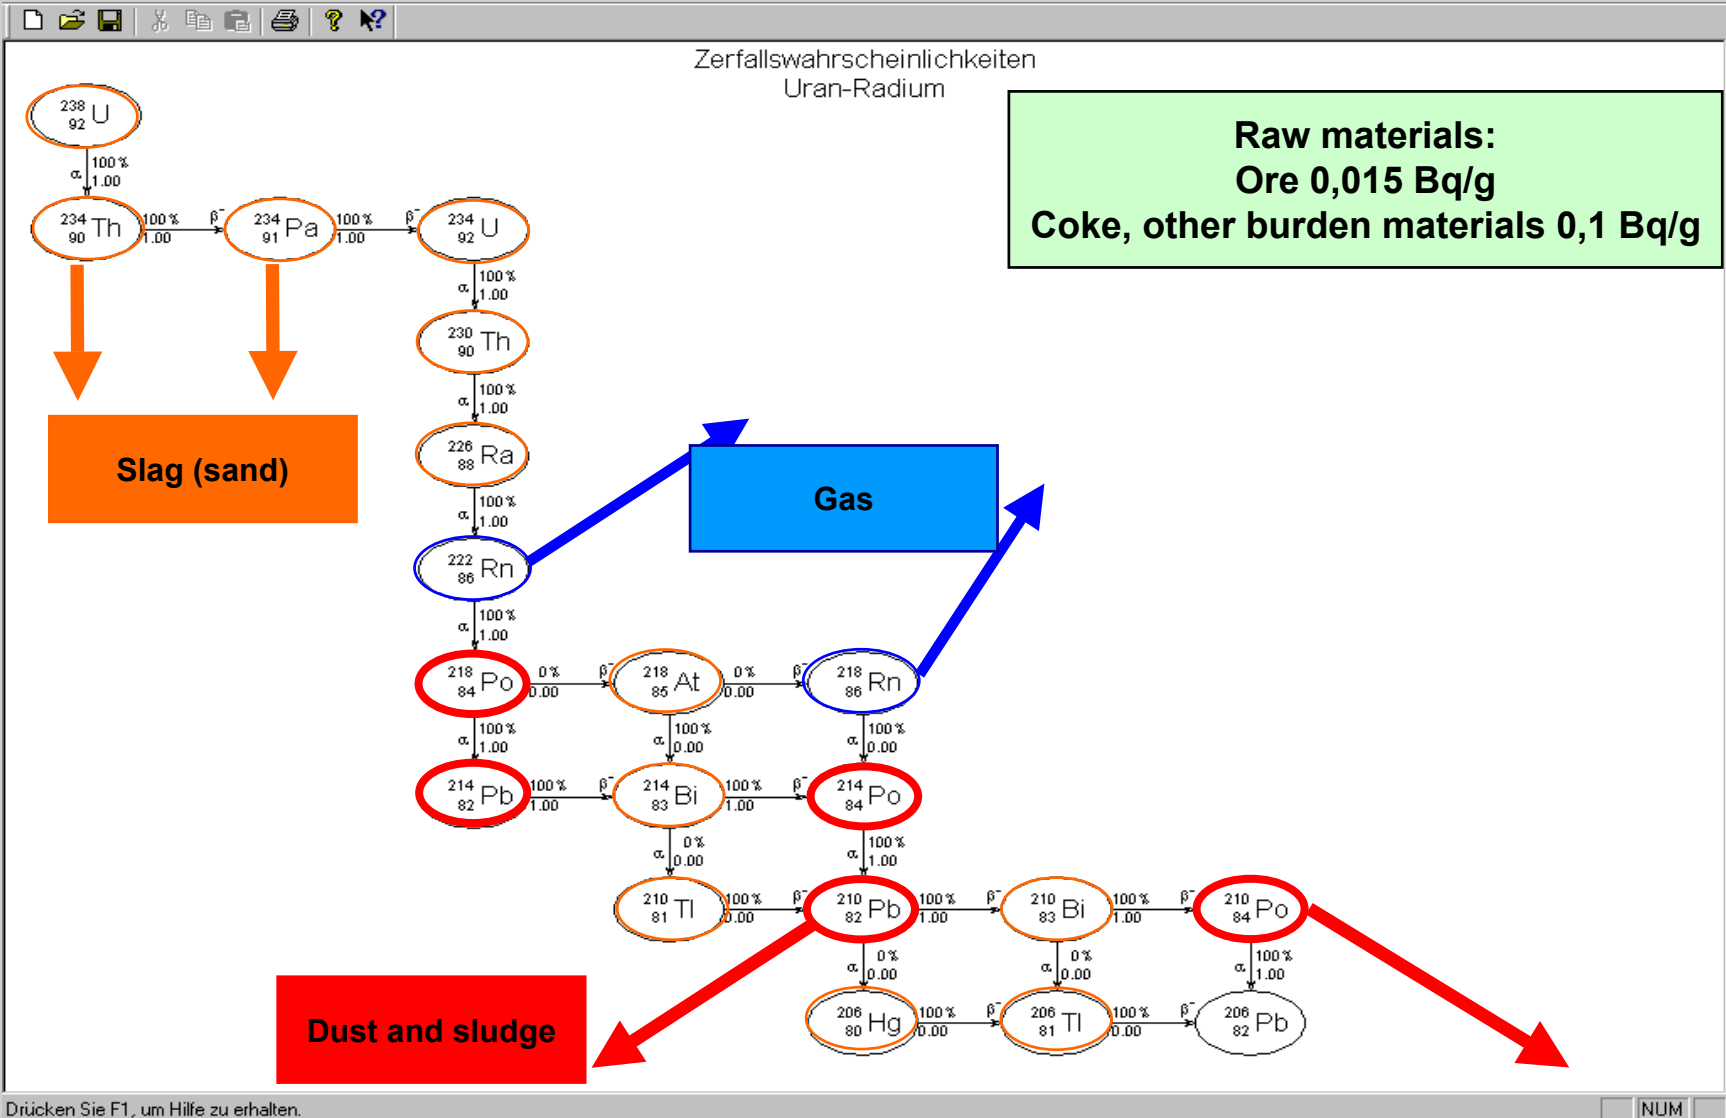 Zerfallswahrscheinlichkeiten
Uran-Radium
Raw materials:
Ore 0,015 Bq/g
Coke, other burden materials 0,1 Bq/g
238 92 U
α 100 % 1.00
234 90 Th 100 % β⁻ 1.00 234 91 Pa 100 % β⁻ 1.00 234 92 U
α 100 % 1.00
230 90 Th
α 100 % 1.00
Slag (sand)
226 88 Ra
Gas
α 100 % 1.00
222 86 Rn
α 100 % 1.00
218 84 Po 0 % β⁻ 0.00 218 85 At 0 % β⁻ 0.00 218 86 Rn
α 100 % 1.00 α 100 % 0.00 α 100 % 0.00
214 82 Pb 100 % β⁻ 1.00 214 83 Bi 100 % β⁻ 1.00 214 84 Po
α 0 % 0.00 α 100 % 1.00
210 81 Tl 100 % β⁻ 0.00 210 82 Pb 100 % β⁻ 1.00 210 83 Bi 100 % β⁻ 1.00 210 84 Po
α 0 % 0.00 α 0 % 0.00 α 100 % 1.00
Dust and sludge
206 80 Hg 100 % β⁻ 0.00 206 81 Tl 100 % β⁻ 0.00 206 82 Pb
Drücken Sie F1, um Hilfe zu erhalten.
NUM